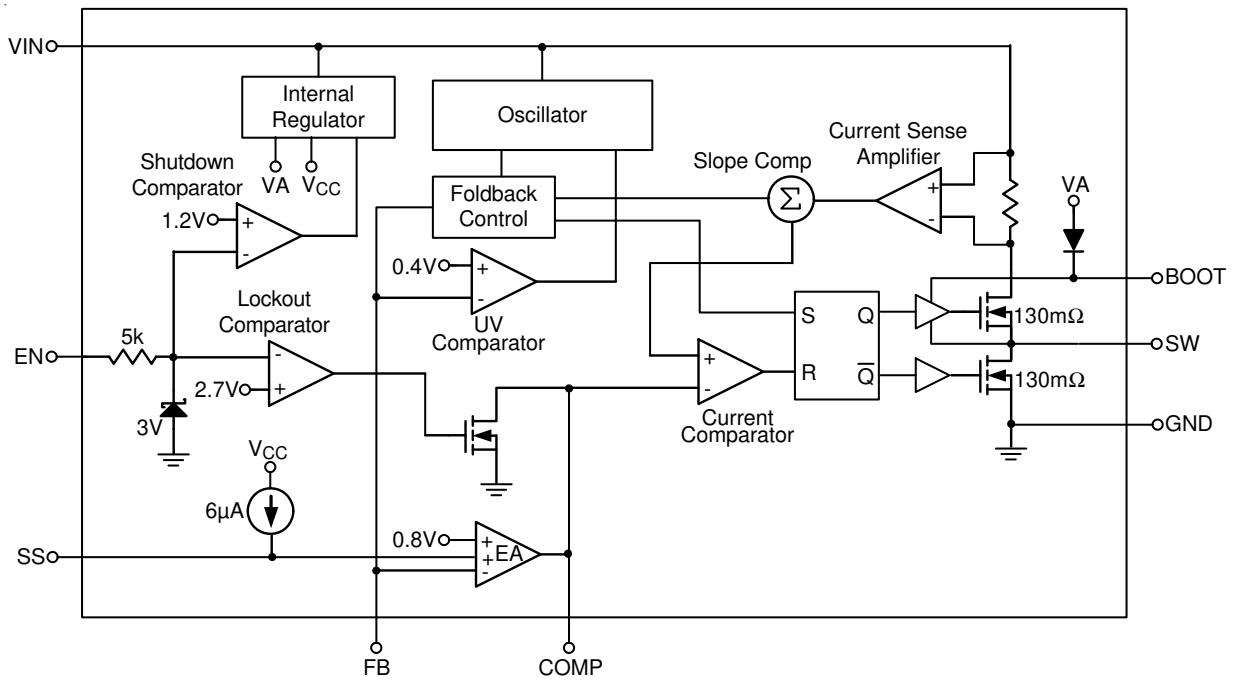 VIN
Internal
Regulator
Oscillator
Shutdown
Comparator
VA
VCC
1.2V
+
-
Foldback
Control
Slope Comp
Σ
Current Sense
Amplifier
+
-
VA
0.4V
+
-
UV
Comparator
BOOT
Lockout
Comparator
S
Q
R
Q̅
130mΩ
SW
130mΩ
EN
5k
-
2.7V
+
3V
+
-
Current
Comparator
GND
VCC
6µA
0.8V
+
+
-
EA
SS
FB
COMP